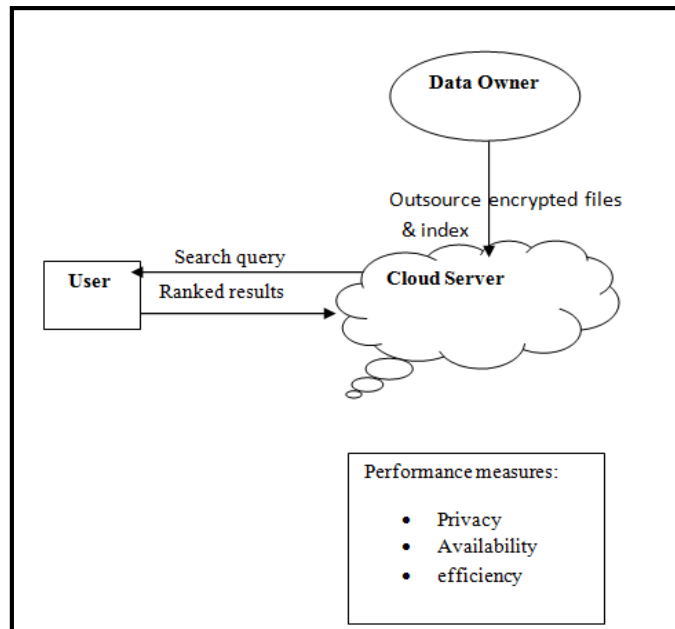 Data Owner
Outsource encrypted files
& index
Search query
User
Cloud Server
Ranked results
Performance measures:
• Privacy
• Availability
• efficiency